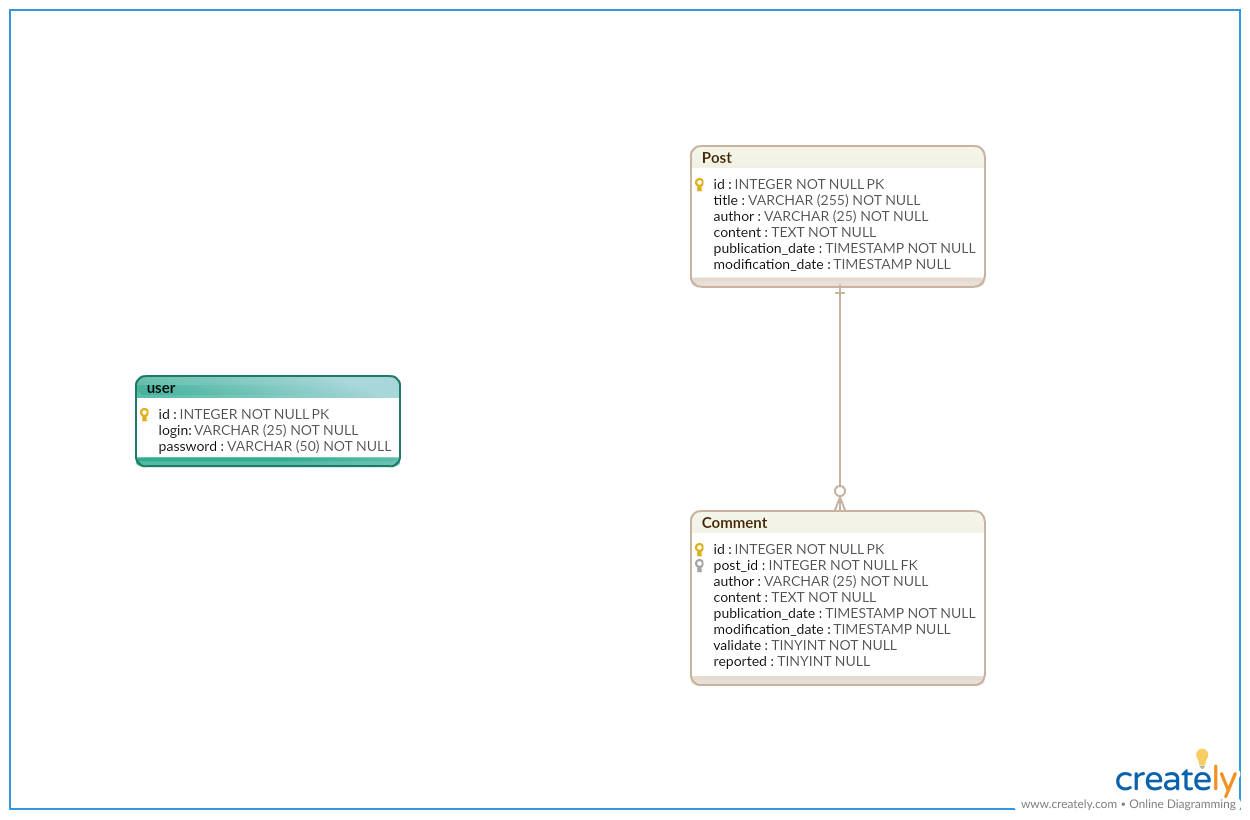 Post
id : INTEGER NOT NULL PK
title : VARCHAR (255) NOT NULL
author : VARCHAR (25) NOT NULL
content : TEXT NOT NULL
publication_date : TIMESTAMP NOT NULL
modification_date : TIMESTAMP NULL
user
id : INTEGER NOT NULL PK
login: VARCHAR (25) NOT NULL
password : VARCHAR (50) NOT NULL
Comment
id : INTEGER NOT NULL PK
post_id : INTEGER NOT NULL FK
author : VARCHAR (25) NOT NULL
content : TEXT NOT NULL
publication_date : TIMESTAMP NOT NULL
modification_date : TIMESTAMP NULL
validate : TINYINT NOT NULL
reported : TINYINT NULL
creately
www.creately.com • Online Diagramming